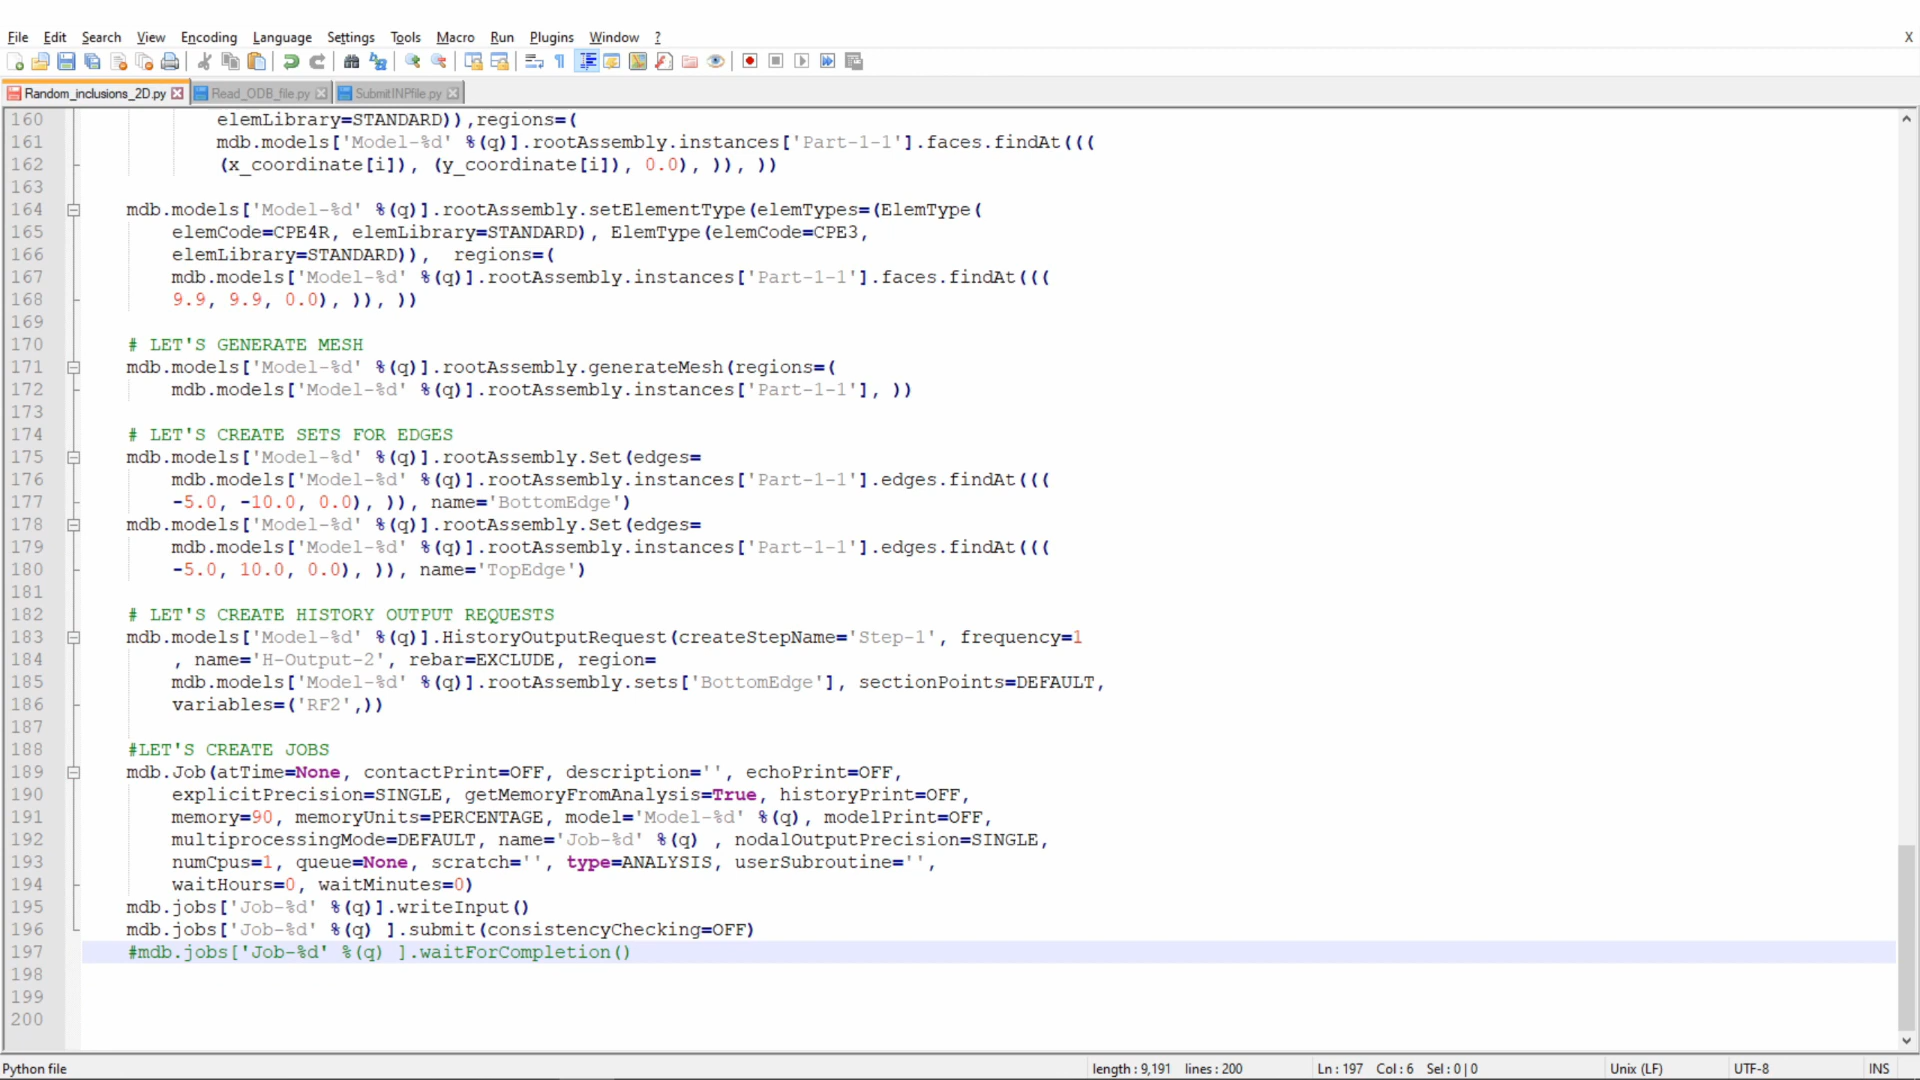 File Edit Search View Encoding Language Settings Tools Macro Run Plugins Window ? X
Random_inclusions_2D.py Read_ODB_file.py SubmitINPfile.py
160 elemLibrary=STANDARD)),regions=(
161 mdb.models['Model-%d' %(q)].rootAssembly.instances['Part-1-1'].faces.findAt(((
162 (x_coordinate[i]), (y_coordinate[i]), 0.0), )), ))
163
164 mdb.models['Model-%d' %(q)].rootAssembly.setElementType(elemTypes=(ElemType(
165 elemCode=CPE4R, elemLibrary=STANDARD), ElemType(elemCode=CPE3,
166 elemLibrary=STANDARD)),  regions=(
167 mdb.models['Model-%d' %(q)].rootAssembly.instances['Part-1-1'].faces.findAt(((
168 9.9, 9.9, 0.0), )), ))
169
170 # LET'S GENERATE MESH
171 mdb.models['Model-%d' %(q)].rootAssembly.generateMesh(regions=(
172 mdb.models['Model-%d' %(q)].rootAssembly.instances['Part-1-1'], ))
173
174 # LET'S CREATE SETS FOR EDGES
175 mdb.models['Model-%d' %(q)].rootAssembly.Set(edges=
176 mdb.models['Model-%d' %(q)].rootAssembly.instances['Part-1-1'].edges.findAt(((
177 -5.0, -10.0, 0.0), )), name='BottomEdge')
178 mdb.models['Model-%d' %(q)].rootAssembly.Set(edges=
179 mdb.models['Model-%d' %(q)].rootAssembly.instances['Part-1-1'].edges.findAt(((
180 -5.0, 10.0, 0.0), )), name='TopEdge')
181
182 # LET'S CREATE HISTORY OUTPUT REQUESTS
183 mdb.models['Model-%d' %(q)].HistoryOutputRequest(createStepName='Step-1', frequency=1
184 , name='H-Output-2', rebar=EXCLUDE, region=
185 mdb.models['Model-%d' %(q)].rootAssembly.sets['BottomEdge'], sectionPoints=DEFAULT,
186 variables=('RF2',))
187
188 #LET'S CREATE JOBS
189 mdb.Job(atTime=None, contactPrint=OFF, description='', echoPrint=OFF,
190 explicitPrecision=SINGLE, getMemoryFromAnalysis=True, historyPrint=OFF,
191 memory=90, memoryUnits=PERCENTAGE, model='Model-%d' %(q), modelPrint=OFF,
192 multiprocessingMode=DEFAULT, name='Job-%d' %(q) , nodalOutputPrecision=SINGLE,
193 numCpus=1, queue=None, scratch='', type=ANALYSIS, userSubroutine='',
194 waitHours=0, waitMinutes=0)
195 mdb.jobs['Job-%d' %(q)].writeInput()
196 mdb.jobs['Job-%d' %(q) ].submit(consistencyChecking=OFF)
197 #mdb.jobs['Job-%d' %(q) ].waitForCompletion()
198
199
200
Python file length : 9,191 lines : 200 Ln : 197 Col : 6 Sel : 0 | 0 Unix (LF) UTF-8 INS